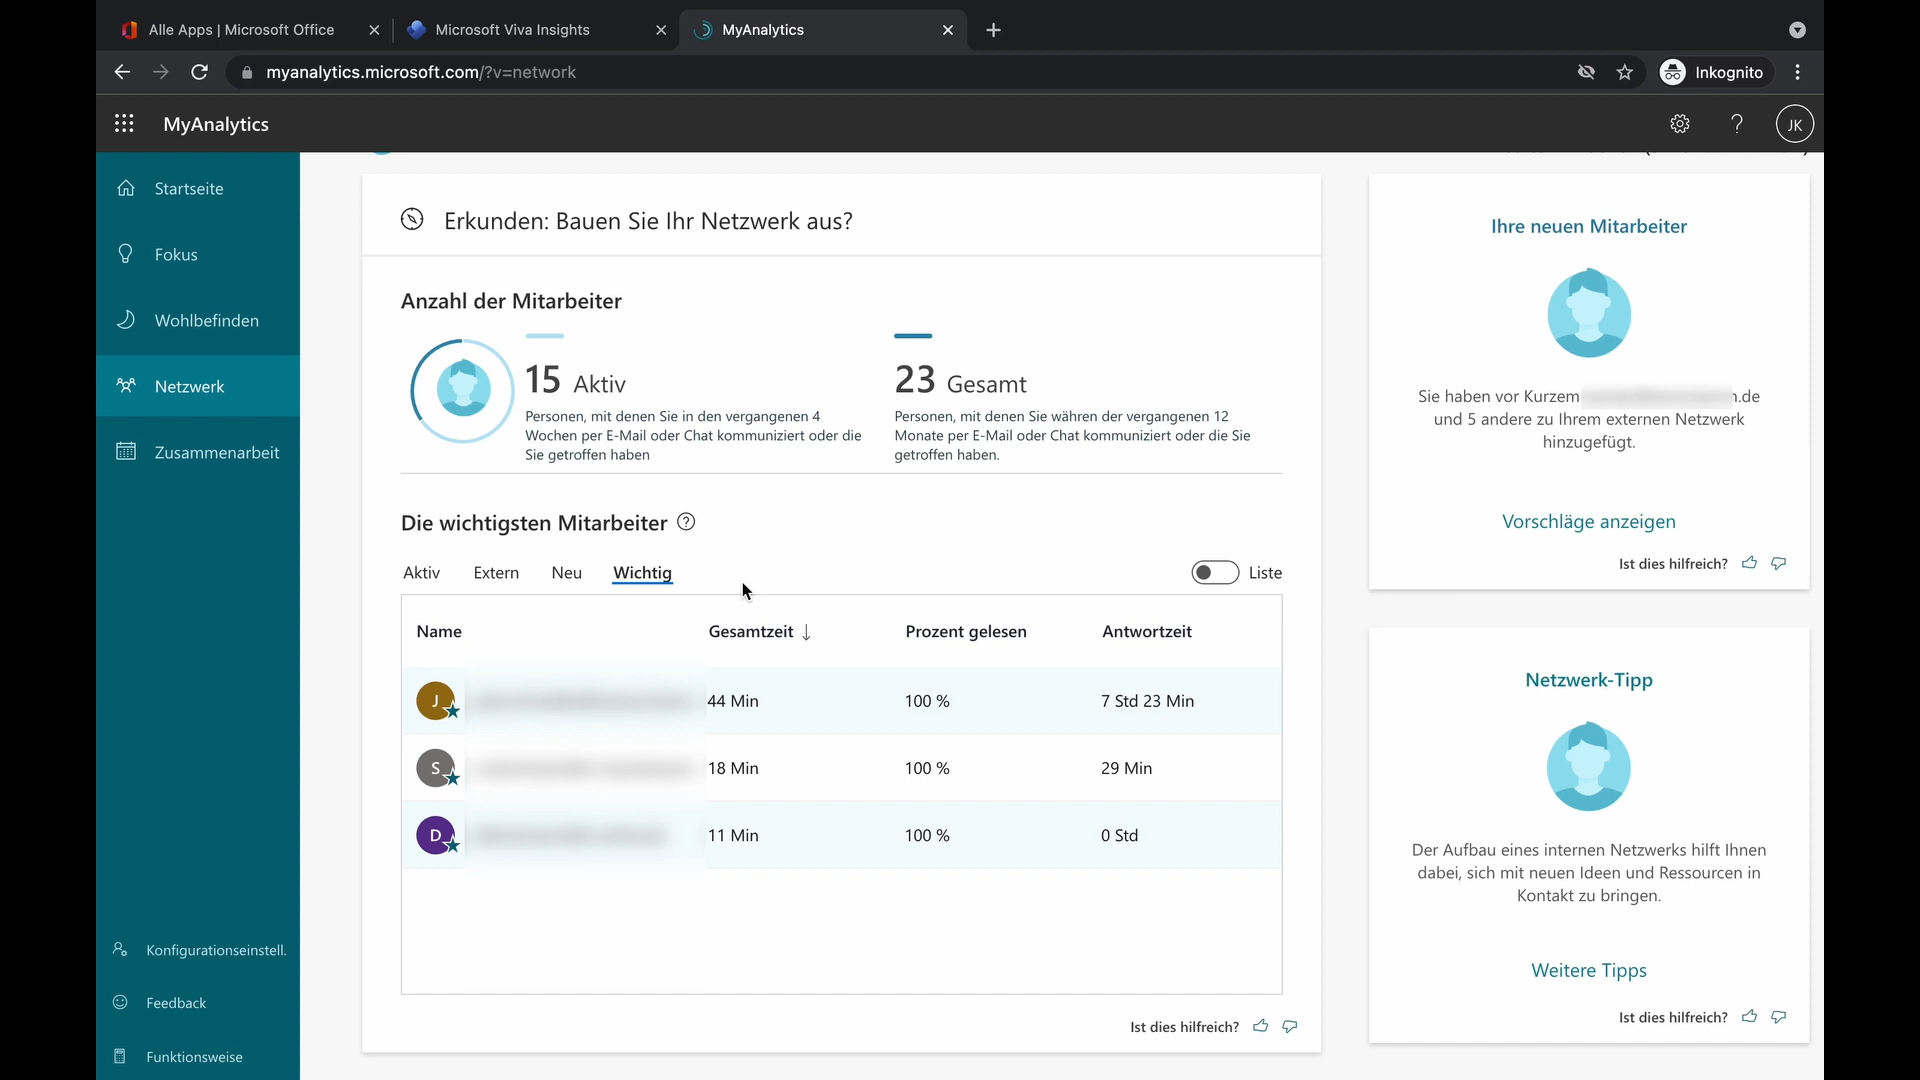 Alle Apps | Microsoft Office
Microsoft Viva Insights
MyAnalytics
myanalytics.microsoft.com/?v=network
Inkognito
MyAnalytics
JK
Startseite
Fokus
Wohlbefinden
Netzwerk
Zusammenarbeit
Konfigurationseinstell.
Feedback
Funktionsweise
Erkunden: Bauen Sie Ihr Netzwerk aus?
Anzahl der Mitarbeiter
15 Aktiv
Personen, mit denen Sie in den vergangenen 4
Wochen per E-Mail oder Chat kommuniziert oder die
Sie getroffen haben
23 Gesamt
Personen, mit denen Sie währer der vergangenen 12
Monate per E-Mail oder Chat kommuniziert oder die Sie
getroffen haben.
Die wichtigsten Mitarbeiter
Aktiv Extern Neu Wichtig
Liste
Name Gesamtzeit ↓ Prozent gelesen Antwortzeit
J 44 Min 100 % 7 Std 23 Min
S 18 Min 100 % 29 Min
D 11 Min 100 % 0 Std
Ist dies hilfreich?
Ihre neuen Mitarbeiter
Sie haben vor Kurzem n.de
und 5 andere zu Ihrem externen Netzwerk
hinzugefügt.
Vorschläge anzeigen
Ist dies hilfreich?
Netzwerk-Tipp
Der Aufbau eines internen Netzwerks hilft Ihnen
dabei, sich mit neuen Ideen und Ressourcen in
Kontakt zu bringen.
Weitere Tipps
Ist dies hilfreich?